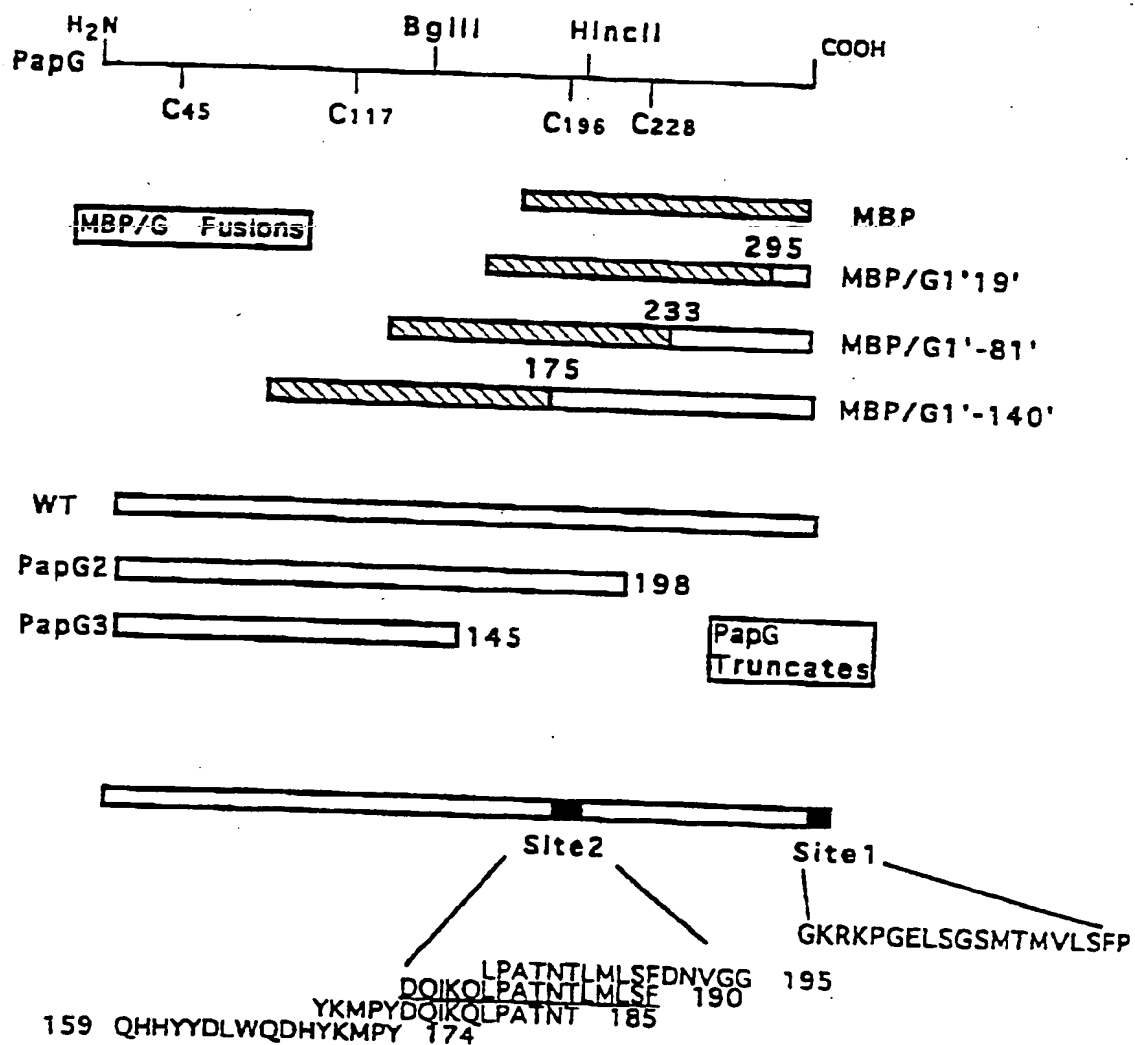 H2N BglII HincII COOH
PapG
C45 C117 C196 C228
MBP
MBP/G Fusions
295
MBP/G1'19'
233
MBP/G1'-81'
175
MBP/G1'-140'
WT
PapG2 198
PapG3 145
PapG
Truncates
Site2 Site1
GKRKPGELSGSMTMVLSFP
LPATNTLMLSFDNVGG 195
DQIKQLPATNTLMLSF 190
YKMPYDQIKQLPATNT 185
159 QHHYYDLWQDHYKMPY 174